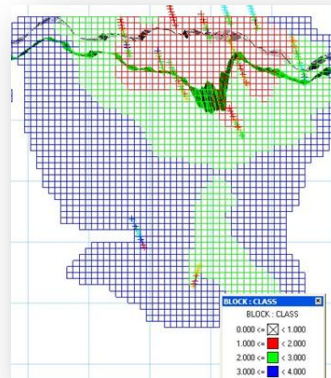 BLOCK : CLASS
BLOCK : CLASS
0.000 <= < 1.000
1.000 <= < 2.000
2.000 <= < 3.000
3.000 <= < 4.000